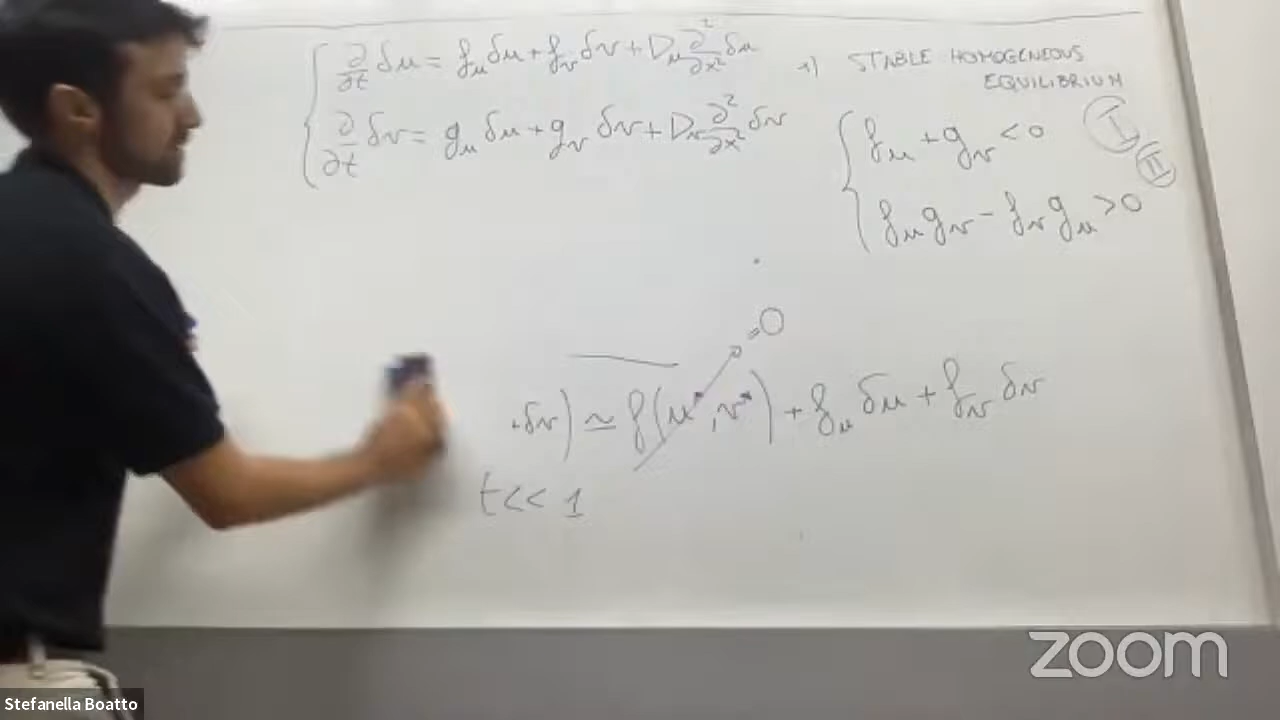 ∂/∂t δu = f_u δu + f_v δv + D_u ∂²/∂x² δu
∂/∂t δv = g_u δu + g_v δv + D_v ∂²/∂x² δv
1) STABLE HOMOGENEOUS
EQUILIBRIUM
f_u + g_v < 0
I
II
f_u g_v - f_v g_u > 0
=0
+δv) ≃ f(u*, v*) + f_u δu + f_v δv
t << 1
zoom
Stefanella Boatto